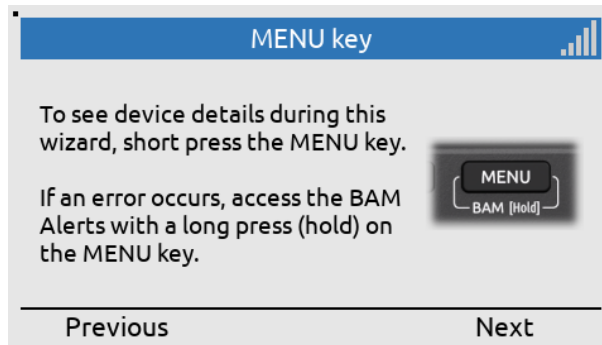 MENU key
To see device details during this
wizard, short press the MENU key.
If an error occurs, access the BAM
Alerts with a long press (hold) on
the MENU key.
MENU
BAM [Hold]
Previous
Next